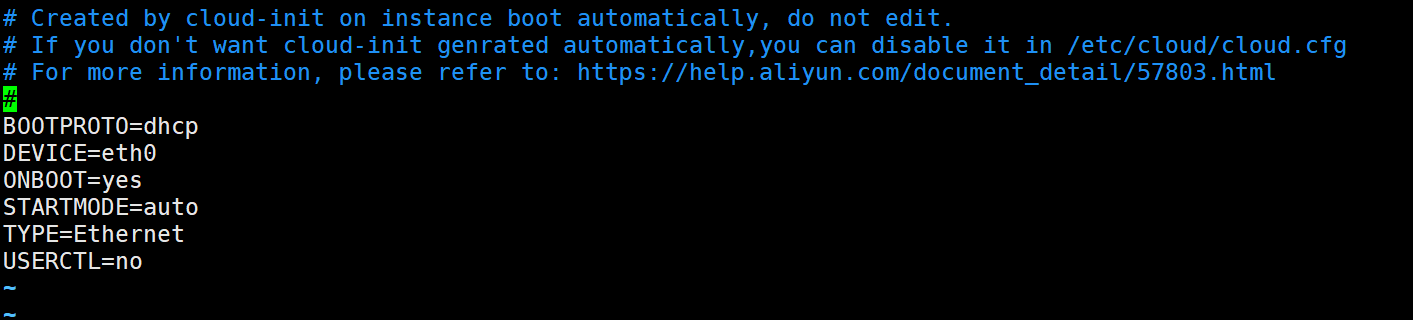 # Created by cloud-init on instance boot automatically, do not edit.
# If you don't want cloud-init genrated automatically,you can disable it in /etc/cloud/cloud.cfg
# For more information, please refer to: https://help.aliyun.com/document_detail/57803.html
#
BOOTPROTO=dhcp
DEVICE=eth0
ONBOOT=yes
STARTMODE=auto
TYPE=Ethernet
USERCTL=no
~
~